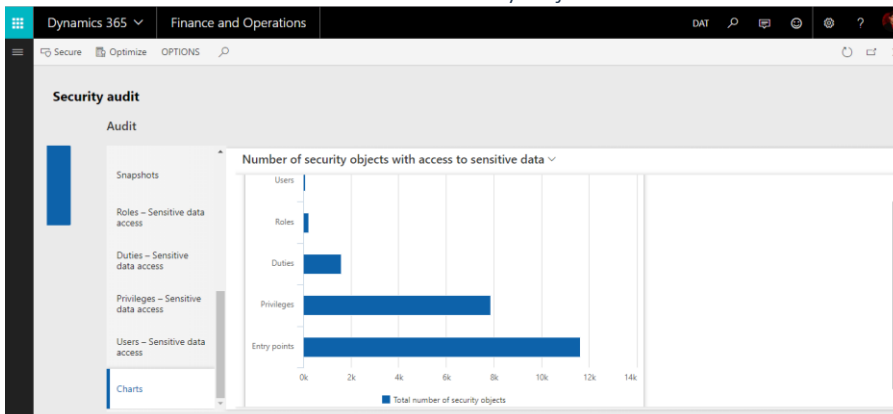 Dynamics 365
Finance and Operations
DAT
?
Secure
Optimize
OPTIONS
Security audit
Audit
Snapshots
Roles – Sensitive data
access
Duties – Sensitive
data access
Privileges – Sensitive
data access
Users – Sensitive data
access
Charts
Number of security objects with access to sensitive data
Users
Roles
Duties
Privileges
Entry points
0k 2k 4k 6k 8k 10k 12k 14k
Total number of security objects